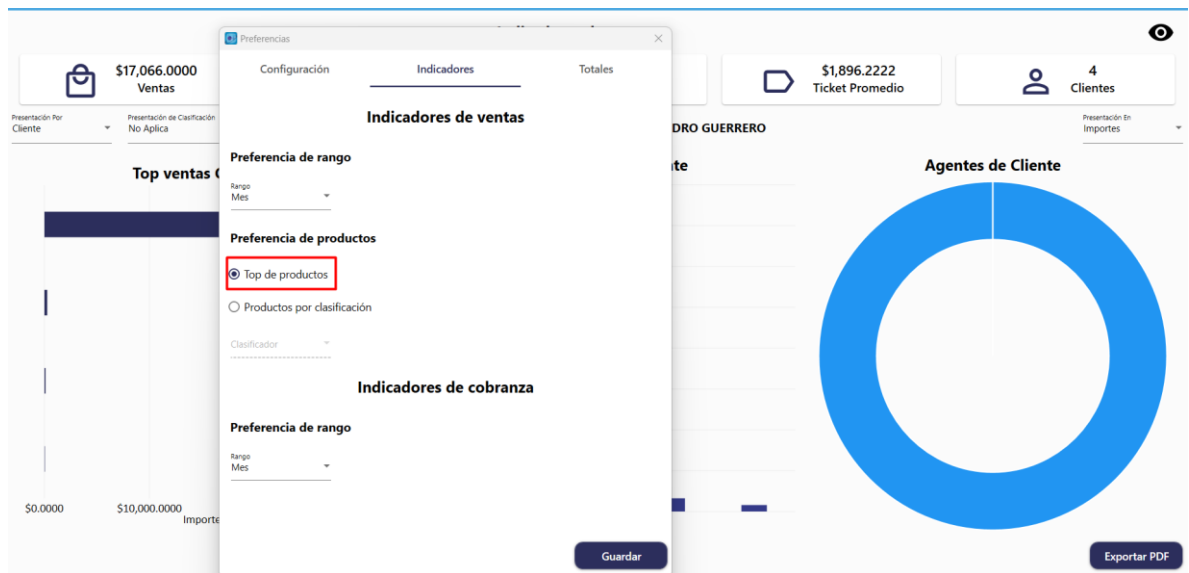 Preferencias
Configuración
Indicadores
Totales
$17,066.0000
Ventas
$1,896.2222
Ticket Promedio
4
Clientes
Presentación Por
Cliente
Presentación de Clasificación
No Aplica
DRO GUERRERO
Presentación En
Importes
Top ventas
Agentes de Cliente
Indicadores de ventas
Preferencia de rango
Rango
Mes
Preferencia de productos
Top de productos
Productos por clasificación
Clasificador
Indicadores de cobranza
Preferencia de rango
Rango
Mes
$0.0000
$10,000.0000
Importe
Guardar
Exportar PDF